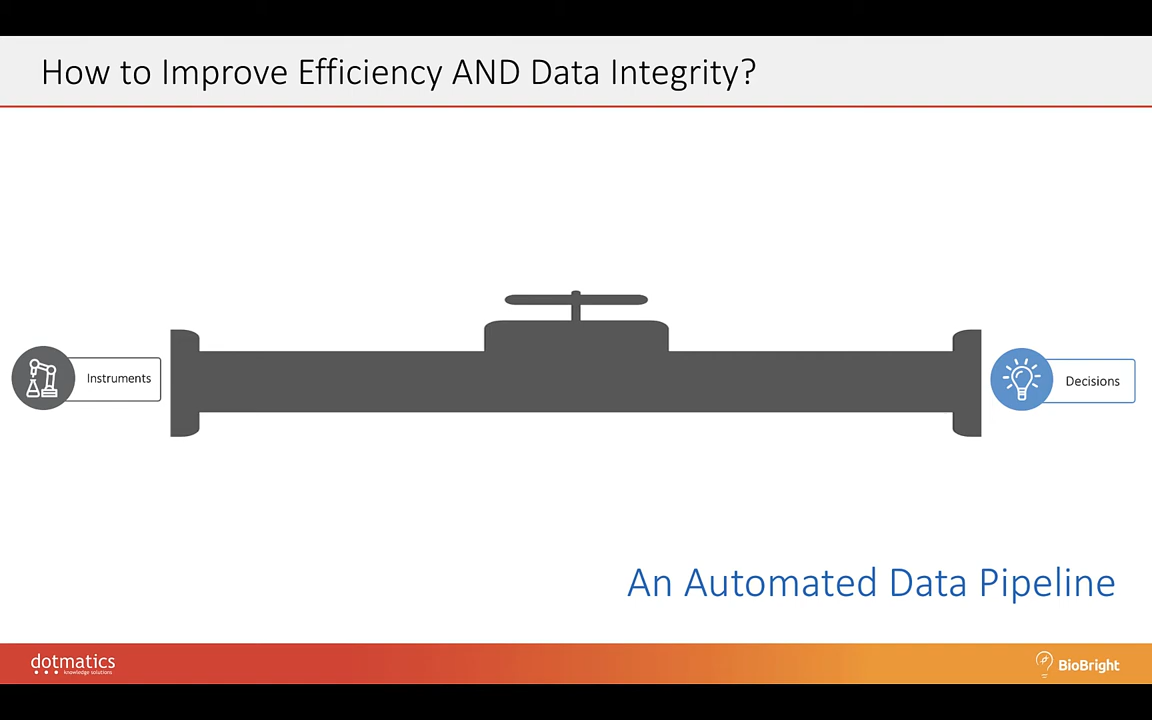 How to Improve Efficiency AND Data Integrity?
Instruments
Decisions
An Automated Data Pipeline
dotmatics
knowledge solutions
BioBright